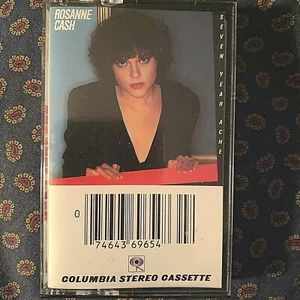 ROSANNE
CASH
SEVEN YEAR ACHE
0
74643 69654
COLUMBIA STEREO CASSETTE